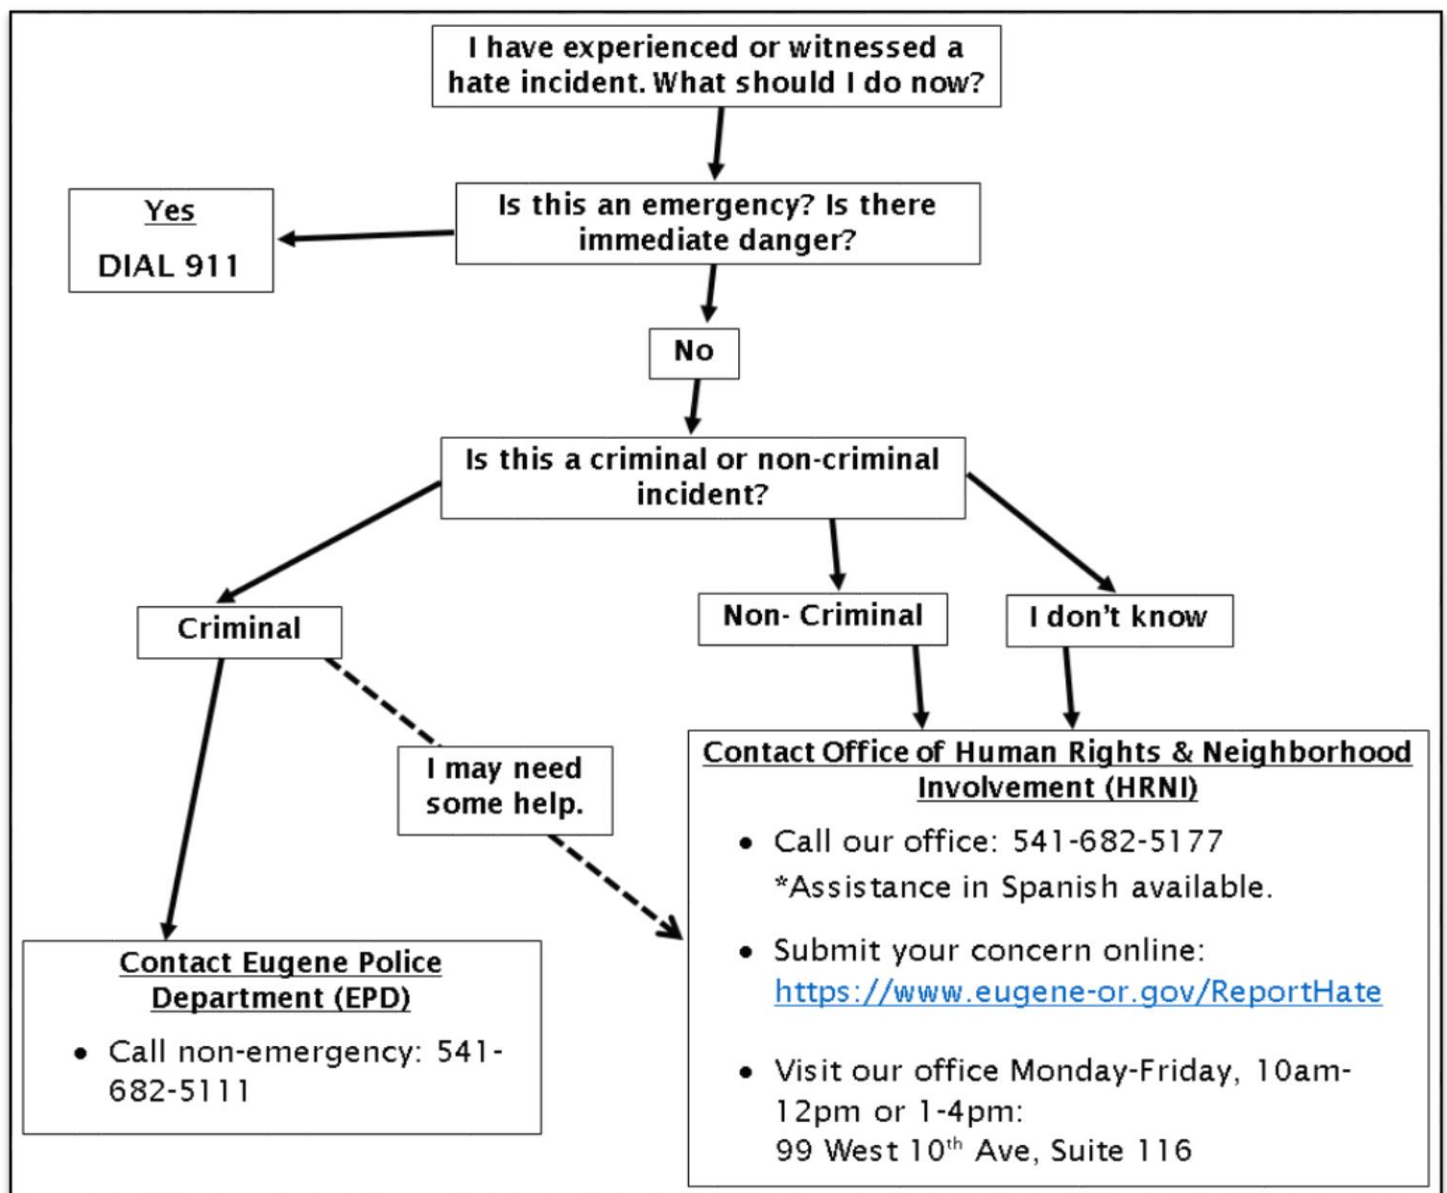 I have experienced or witnessed a
hate incident. What should I do now?
Is this an emergency? Is there
immediate danger?
Yes
DIAL 911
No
Is this a criminal or non-criminal
incident?
Criminal
Non- Criminal
I don't know
I may need
some help.
Contact Eugene Police
Department (EPD)
• Call non-emergency: 541-
682-5111
Contact Office of Human Rights & Neighborhood
Involvement (HRNI)
• Call our office: 541-682-5177
*Assistance in Spanish available.
• Submit your concern online:
https://www.eugene-or.gov/ReportHate
• Visit our office Monday-Friday, 10am-
12pm or 1-4pm:
99 West 10th Ave, Suite 116